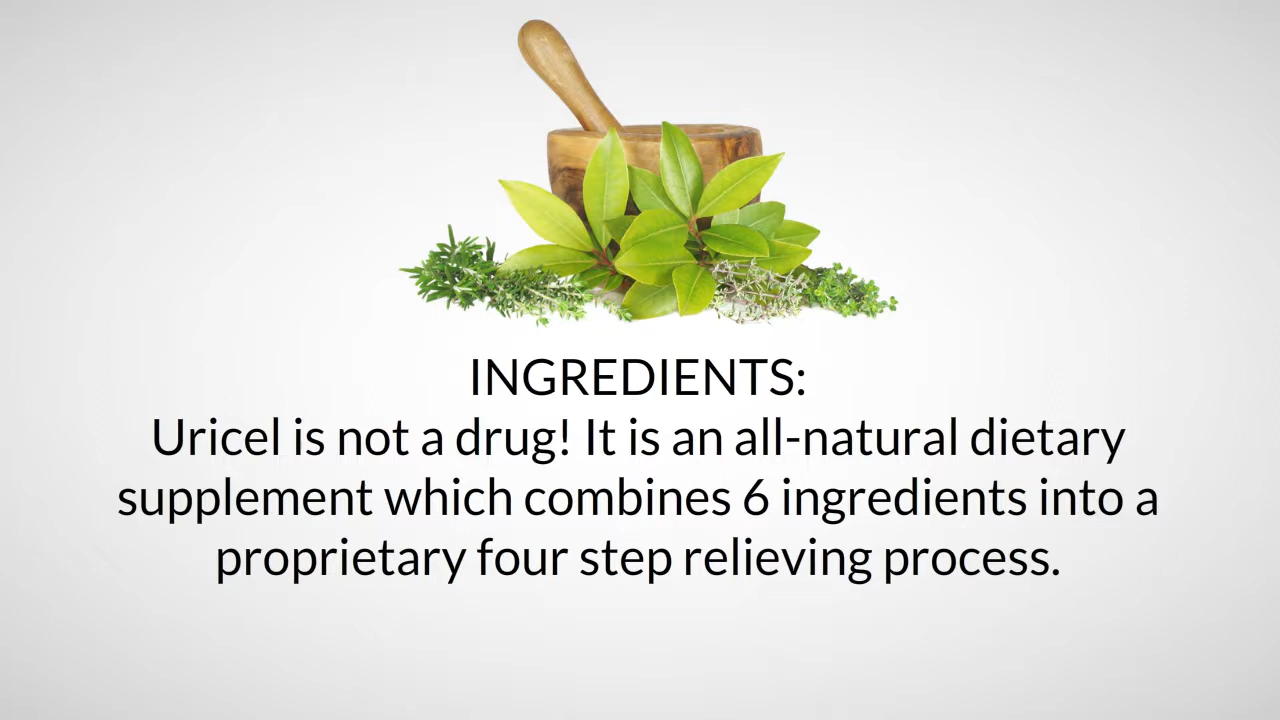 INGREDIENTS:
Uricel is not a drug! It is an all-natural dietary
supplement which combines 6 ingredients into a
proprietary four step relieving process.